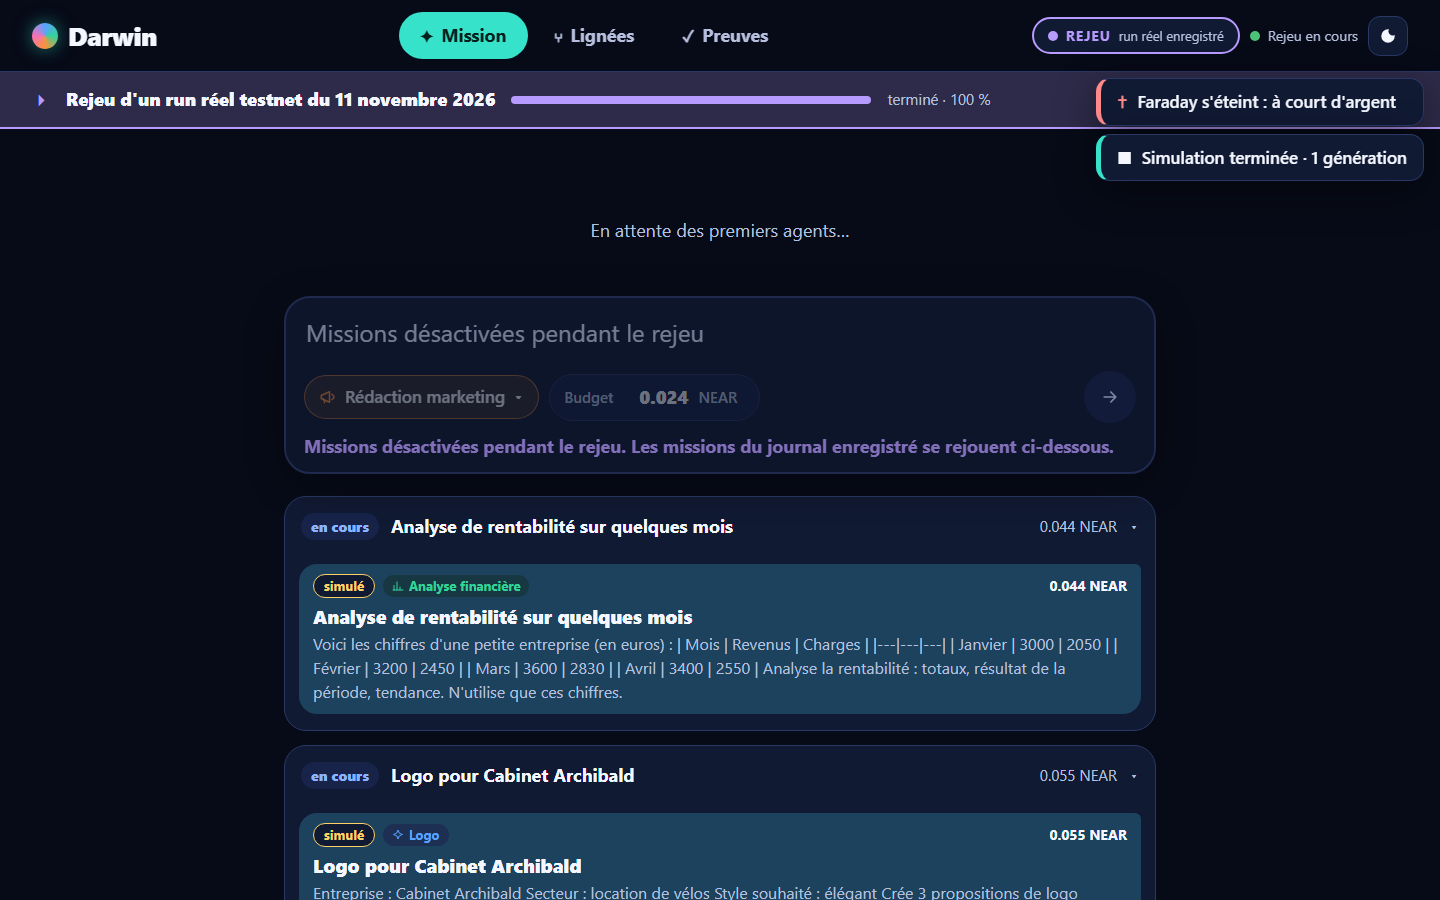 Darwin
Mission
Lignées
Preuves
REJEU run réel enregistré
Rejeu en cours
Rejeu d'un run réel testnet du 11 novembre 2026
terminé · 100 %
Faraday s'éteint : à court d'argent
Simulation terminée · 1 génération
En attente des premiers agents...
Missions désactivées pendant le rejeu
Rédaction marketing
Budget 0.024 NEAR
Missions désactivées pendant le rejeu. Les missions du journal enregistré se rejouent ci-dessous.
en cours Analyse de rentabilité sur quelques mois 0.044 NEAR
simulé Analyse financière 0.044 NEAR
Analyse de rentabilité sur quelques mois
Voici les chiffres d'une petite entreprise (en euros) : | Mois | Revenus | Charges | |---|---|---| | Janvier | 3000 | 2050 | |
Février | 3200 | 2450 | | Mars | 3600 | 2830 | | Avril | 3400 | 2550 | Analyse la rentabilité : totaux, résultat de la
période, tendance. N'utilise que ces chiffres.
en cours Logo pour Cabinet Archibald 0.055 NEAR
simulé Logo 0.055 NEAR
Logo pour Cabinet Archibald
Entreprise : Cabinet Archibald Secteur : location de vélos Style souhaité : élégant Crée 3 propositions de logo